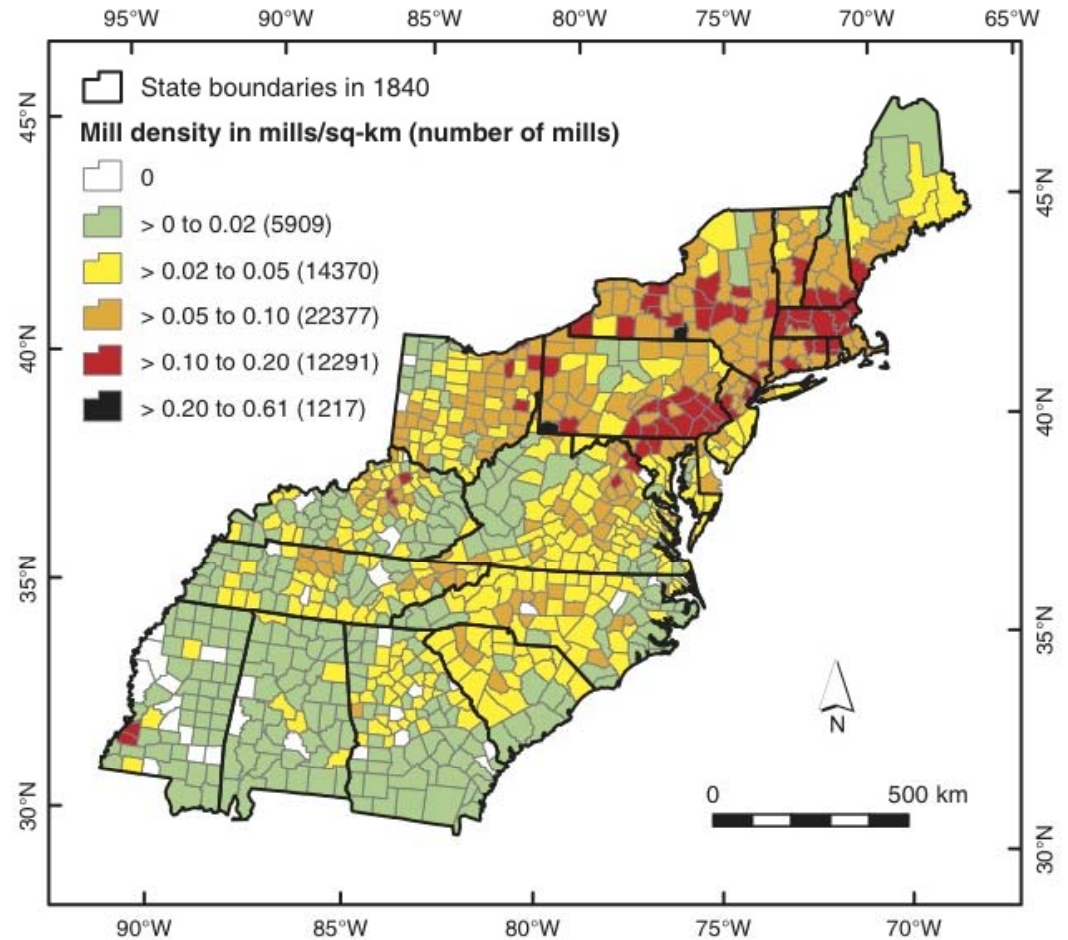 95°W 90°W 85°W 80°W 75°W 70°W 65°W
State boundaries in 1840
Mill density in mills/sq-km (number of mills)
0
> 0 to 0.02 (5909)
> 0.02 to 0.05 (14370)
> 0.05 to 0.10 (22377)
> 0.10 to 0.20 (12291)
> 0.20 to 0.61 (1217)
45°N
40°N
35°N
30°N
45°N
40°N
35°N
30°N
N
0 500 km
90°W 85°W 80°W 75°W 70°W